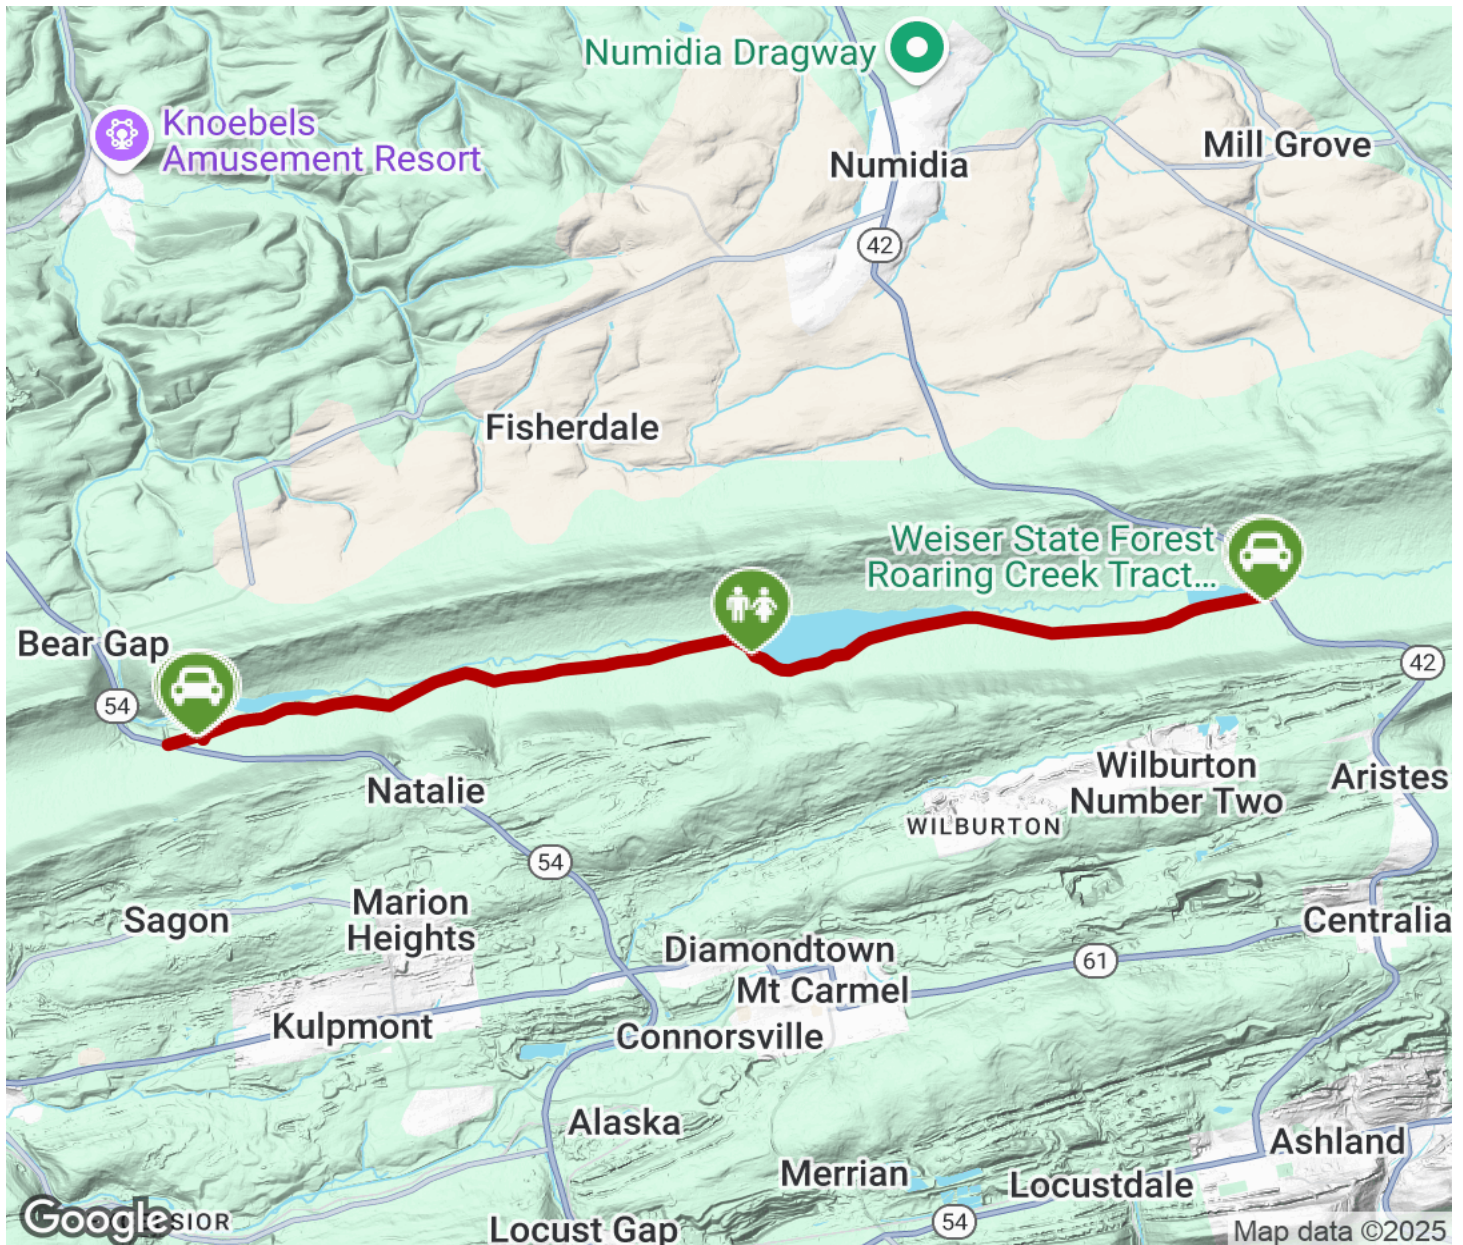 Numidia Dragway
Knoebels
Amusement Resort
Numidia
Mill Grove
42
Fisherdale
Weiser State Forest
Roaring Creek Tract...
Bear Gap
54
42
Natalie
Wilburton
Number Two
Aristes
WILBURTON
54
Marion
Heights
Sagon
Centralia
Diamondtown
61
Mt Carmel
Kulpmont
Connorsville
Alaska
Ashland
Merrian
Locustdale
Google
54
Locust Gap
Map data ©2025